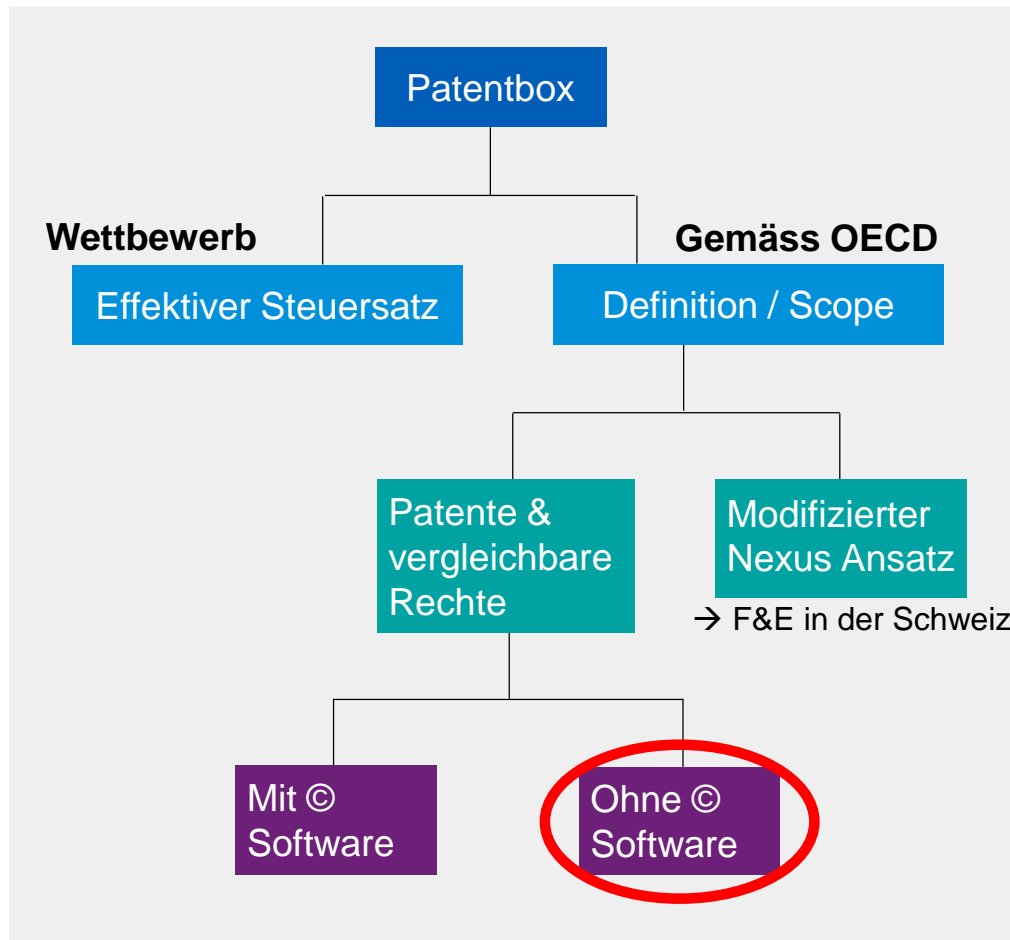 Patentbox
Wettbewerb
Gemäss OECD
Effektiver Steuersatz
Definition / Scope
Patente &
vergleichbare
Rechte
Modifizierter
Nexus Ansatz
→ F&E in der Schweiz
Mit ©
Software
Ohne ©
Software